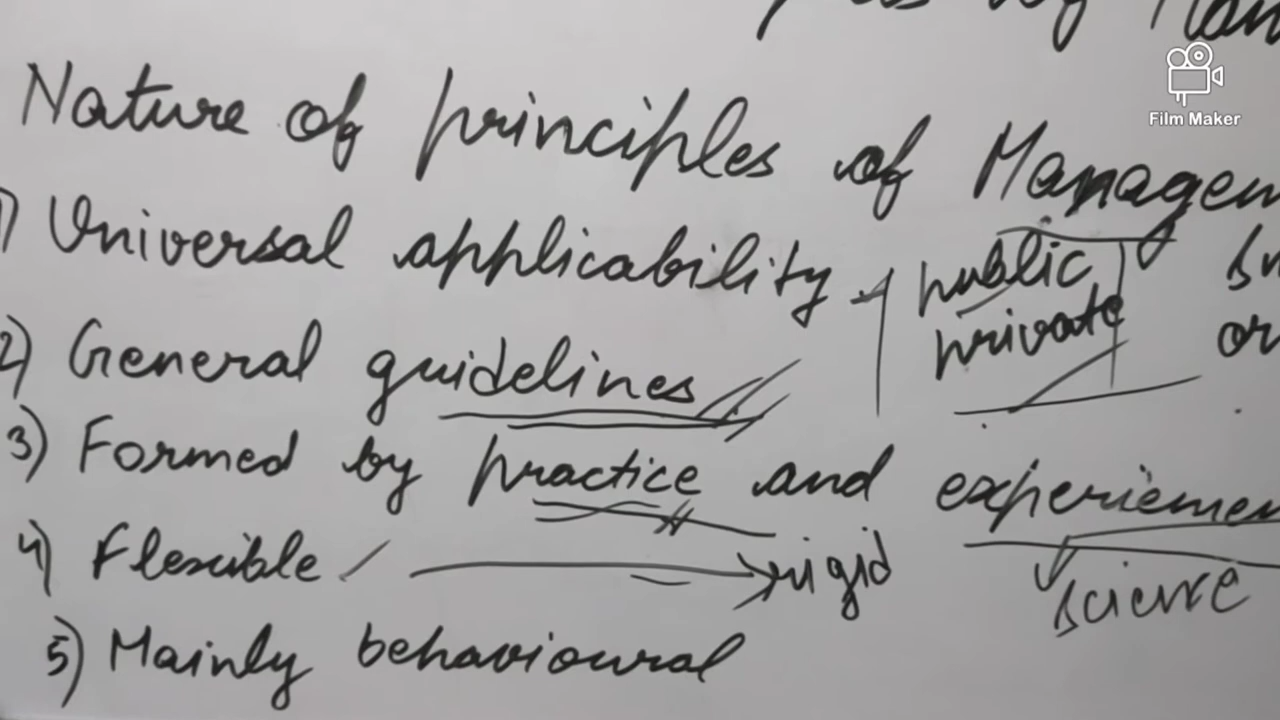 Film Maker
Nature of principles of Managem
1) Universal applicability
public
private
or
2) General guidelines
3) Formed by practice and experiemen
science
4) Flexible → rigid
5) Mainly behavioural